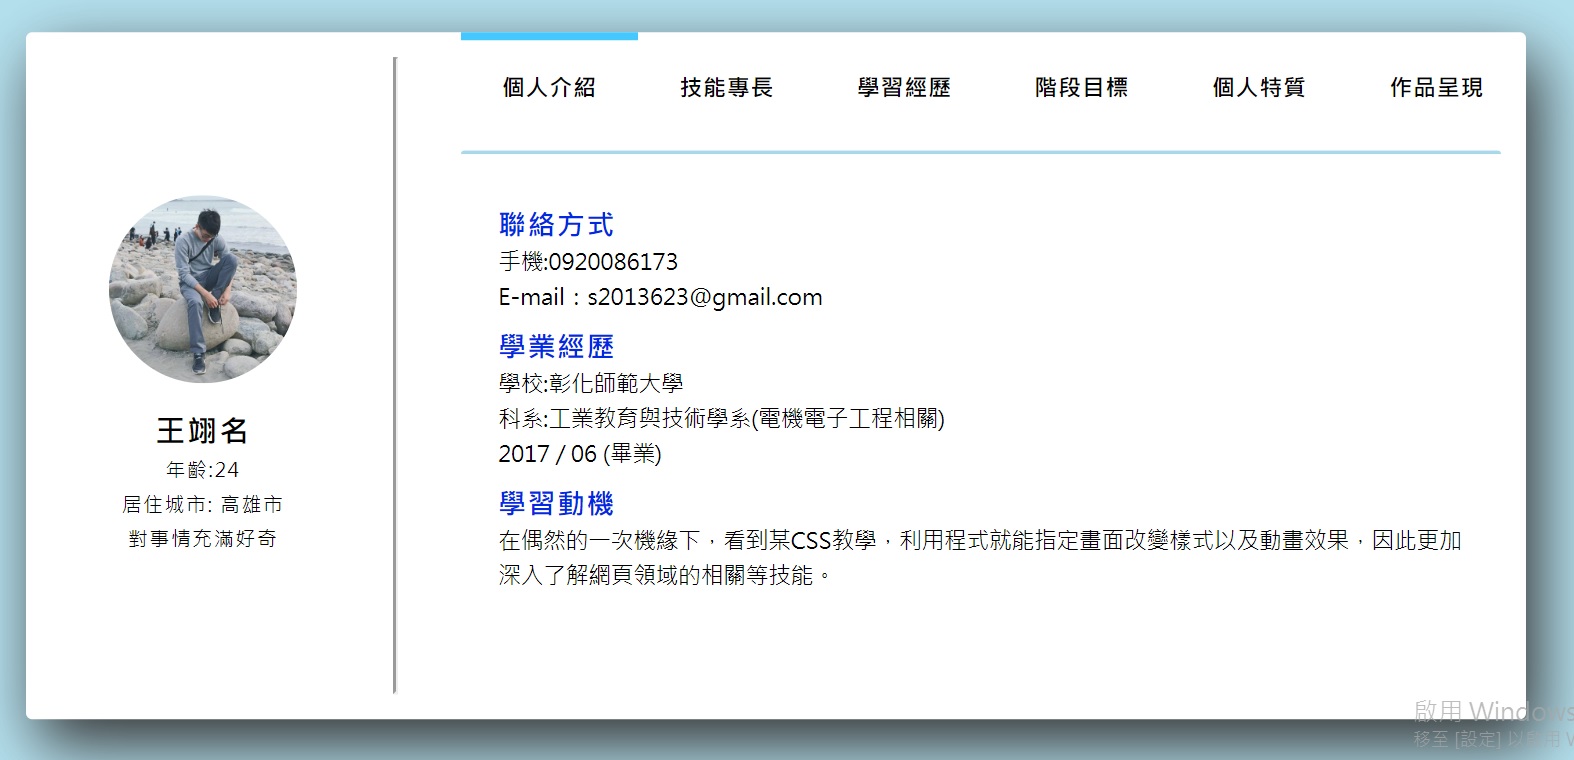 個人介紹 技能專長 學習經歷 階段目標 個人特質 作品呈現
王翊名
年齡:24
居住城市: 高雄市
對事情充滿好奇
聯絡方式
手機:0920086173
E-mail：s2013623@gmail.com
學業經歷
學校:彰化師範大學
科系:工業教育與技術學系(電機電子工程相關)
2017 / 06 (畢業)
學習動機
在偶然的一次機緣下，看到某CSS教學，利用程式就能指定畫面改變樣式以及動畫效果，因此更加
深入了解網頁領域的相關等技能。
啟用 Windows
移至 [設定] 以啟用 W